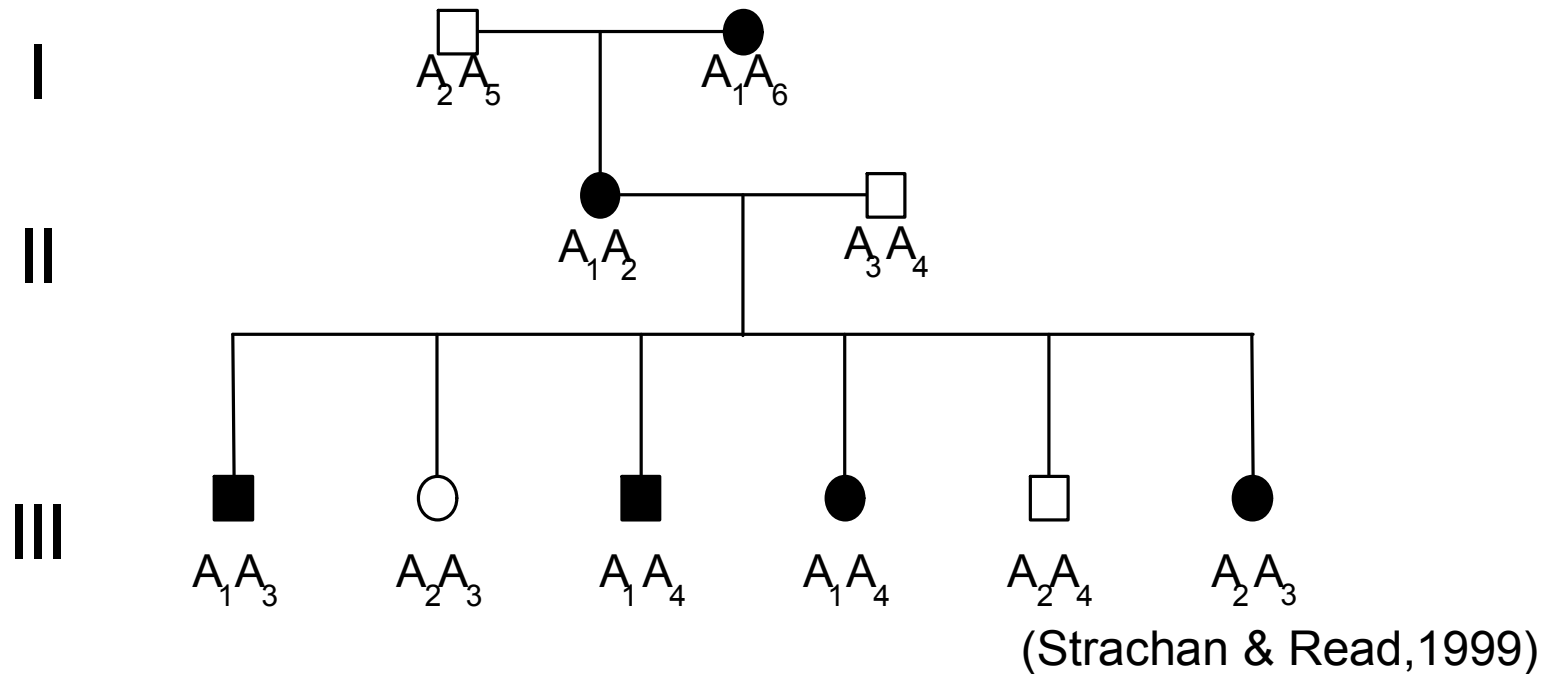 I
A₂A₅ A₁A₆
II
A₁A₂ A₃A₄
III
A₁A₃ A₂A₃ A₁A₄ A₁A₄ A₂A₄ A₂A₃
(Strachan & Read,1999)